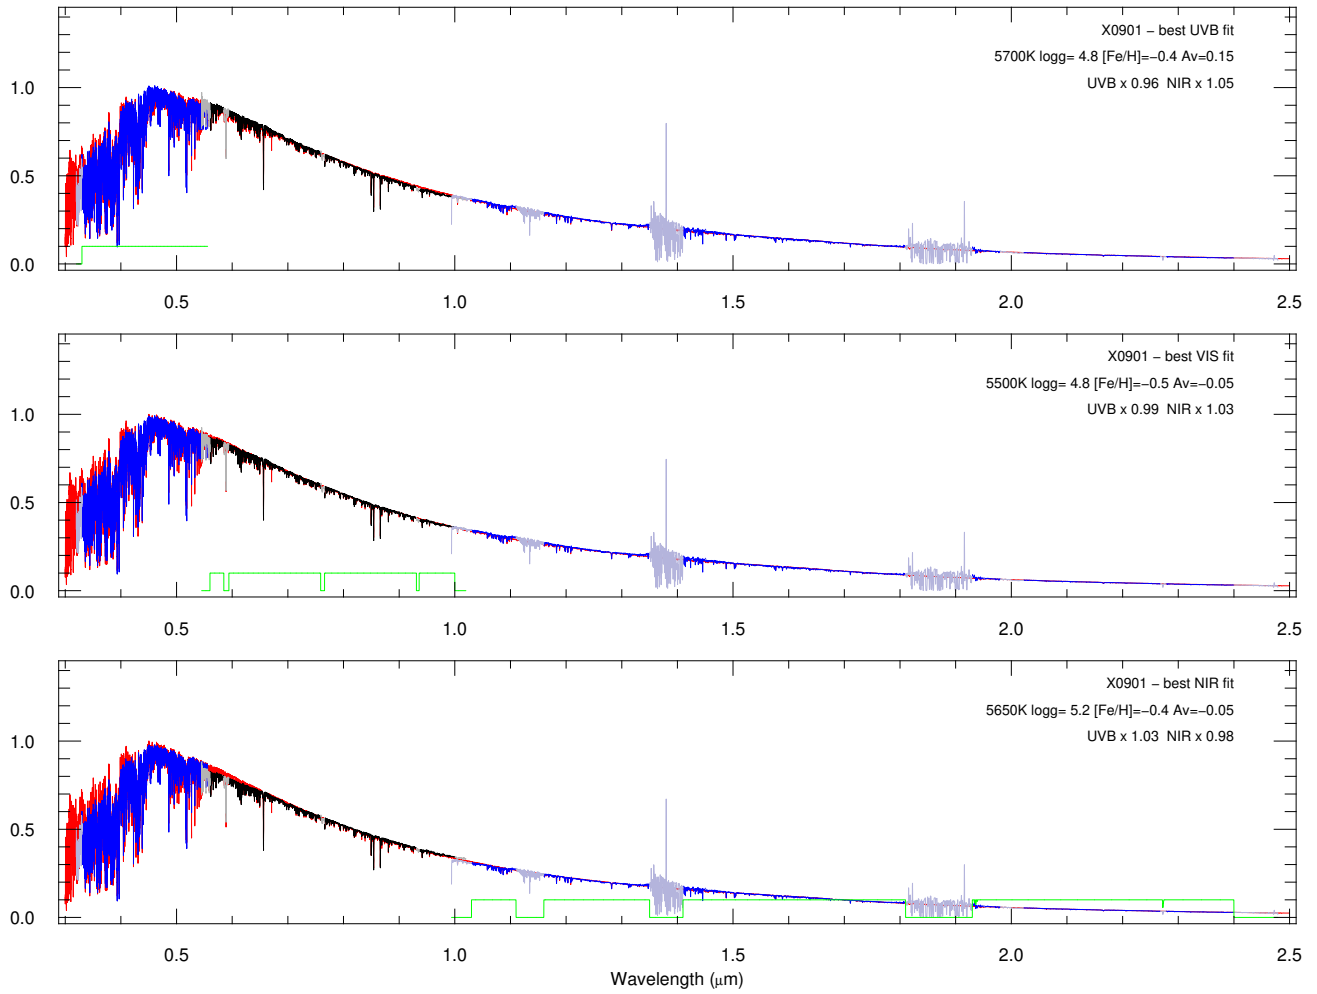 X0901 − best UVB fit
5700K logg= 4.8 [Fe/H]=−0.4 Av=0.15
UVB x 0.96 NIR x 1.05
1.0
0.5
0.0
0.5 1.0 1.5 2.0 2.5
X0901 − best VIS fit
5500K logg= 4.8 [Fe/H]=−0.5 Av=−0.05
UVB x 0.99 NIR x 1.03
1.0
0.5
0.0
0.5 1.0 1.5 2.0 2.5
X0901 − best NIR fit
5650K logg= 5.2 [Fe/H]=−0.4 Av=−0.05
UVB x 1.03 NIR x 0.98
1.0
0.5
0.0
0.5 1.0 1.5 2.0 2.5
Wavelength (μm)